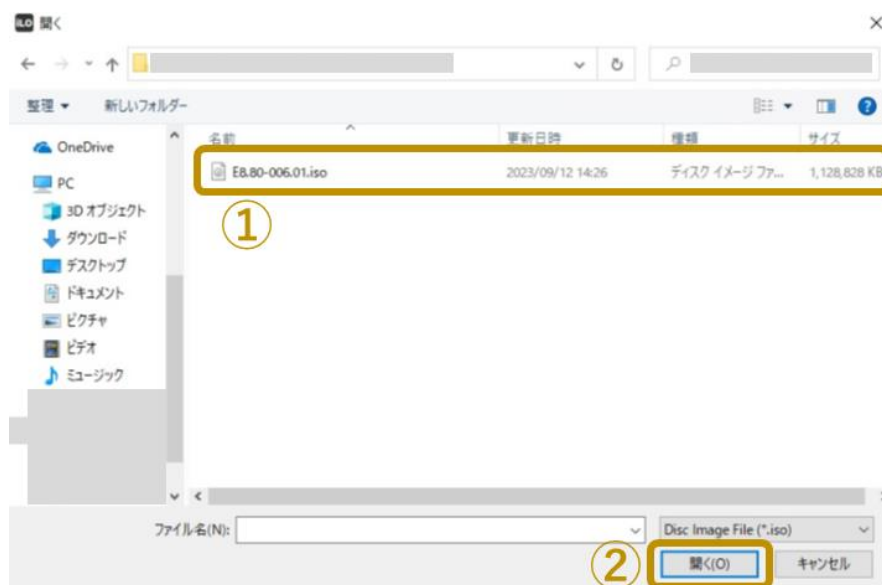 iLO 開く
整理 新しいフォルダー
名前 更新日時 種類 サイズ
E8.80-006.01.iso 2023/09/12 14:26 ディスク イメージ ファ... 1,128,828 KB
①
OneDrive
PC
3D オブジェクト
ダウンロード
デスクトップ
ドキュメント
ピクチャ
ビデオ
ミュージック
ファイル名(N): Disc Image File (*.iso)
② 開く(O) キャンセル